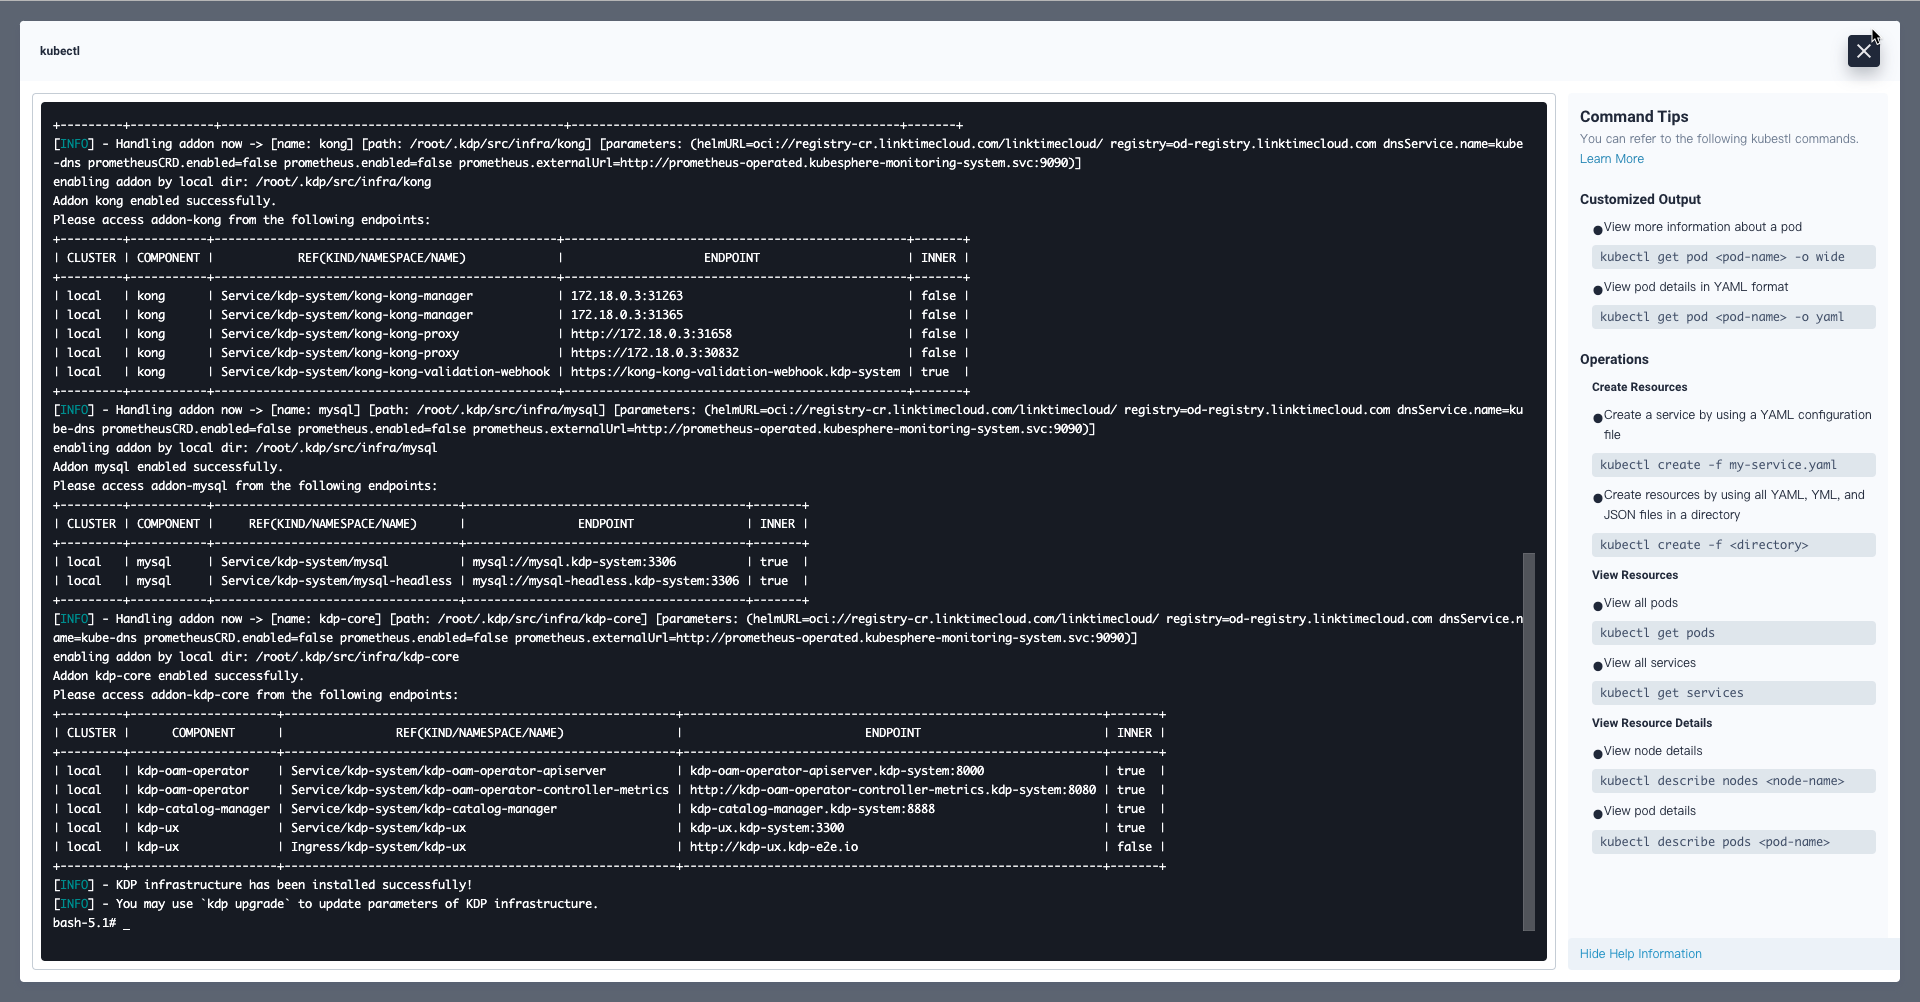 kubectl
+---------+------------+--------------------------------------------------+------------------------------------------------+-------+
[INFO] - Handling addon now -> [name: kong] [path: /root/.kdp/src/infra/kong] [parameters: (helmURL=oci://registry-cr.linktimecloud.com/linktimecloud/ registry=od-registry.linktimecloud.com dnsService.name=kube
-dns prometheusCRD.enabled=false prometheus.enabled=false prometheus.externalUrl=http://prometheus-operated.kubesphere-monitoring-system.svc:9090)]
enabling addon by local dir: /root/.kdp/src/infra/kong
Addon kong enabled successfully.
Please access addon-kong from the following endpoints:
+---------+-----------+-------------------------------------------------+-------------------------------------------------+-------+
| CLUSTER | COMPONENT |            REF(KIND/NAMESPACE/NAME)             |                    ENDPOINT                     | INNER |
+---------+-----------+-------------------------------------------------+-------------------------------------------------+-------+
| local   | kong      | Service/kdp-system/kong-kong-manager            | 172.18.0.3:31263                                | false |
| local   | kong      | Service/kdp-system/kong-kong-manager            | 172.18.0.3:31365                                | false |
| local   | kong      | Service/kdp-system/kong-kong-proxy              | http://172.18.0.3:31658                         | false |
| local   | kong      | Service/kdp-system/kong-kong-proxy              | https://172.18.0.3:30832                        | false |
| local   | kong      | Service/kdp-system/kong-kong-validation-webhook | https://kong-kong-validation-webhook.kdp-system | true  |
+---------+-----------+-------------------------------------------------+-------------------------------------------------+-------+
[INFO] - Handling addon now -> [name: mysql] [path: /root/.kdp/src/infra/mysql] [parameters: (helmURL=oci://registry-cr.linktimecloud.com/linktimecloud/ registry=od-registry.linktimecloud.com dnsService.name=ku
be-dns prometheusCRD.enabled=false prometheus.enabled=false prometheus.externalUrl=http://prometheus-operated.kubesphere-monitoring-system.svc:9090)]
enabling addon by local dir: /root/.kdp/src/infra/mysql
Addon mysql enabled successfully.
Please access addon-mysql from the following endpoints:
+---------+-----------+-----------------------------------+----------------------------------------+-------+
| CLUSTER | COMPONENT |     REF(KIND/NAMESPACE/NAME)      |                ENDPOINT                | INNER |
+---------+-----------+-----------------------------------+----------------------------------------+-------+
| local   | mysql     | Service/kdp-system/mysql          | mysql://mysql.kdp-system:3306          | true  |
| local   | mysql     | Service/kdp-system/mysql-headless | mysql://mysql-headless.kdp-system:3306 | true  |
+---------+-----------+-----------------------------------+----------------------------------------+-------+
[INFO] - Handling addon now -> [name: kdp-core] [path: /root/.kdp/src/infra/kdp-core] [parameters: (helmURL=oci://registry-cr.linktimecloud.com/linktimecloud/ registry=od-registry.linktimecloud.com dnsService.n
ame=kube-dns prometheusCRD.enabled=false prometheus.enabled=false prometheus.externalUrl=http://prometheus-operated.kubesphere-monitoring-system.svc:9090)]
enabling addon by local dir: /root/.kdp/src/infra/kdp-core
Addon kdp-core enabled successfully.
Please access addon-kdp-core from the following endpoints:
+---------+---------------------+--------------------------------------------------------+------------------------------------------------------------+-------+
| CLUSTER |      COMPONENT      |                REF(KIND/NAMESPACE/NAME)                |                          ENDPOINT                          | INNER |
+---------+---------------------+--------------------------------------------------------+------------------------------------------------------------+-------+
| local   | kdp-oam-operator    | Service/kdp-system/kdp-oam-operator-apiserver          | kdp-oam-operator-apiserver.kdp-system:8000                 | true  |
| local   | kdp-oam-operator    | Service/kdp-system/kdp-oam-operator-controller-metrics | http://kdp-oam-operator-controller-metrics.kdp-system:8080 | true  |
| local   | kdp-catalog-manager | Service/kdp-system/kdp-catalog-manager                 | kdp-catalog-manager.kdp-system:8888                        | true  |
| local   | kdp-ux              | Service/kdp-system/kdp-ux                              | kdp-ux.kdp-system:3300                                     | true  |
| local   | kdp-ux              | Ingress/kdp-system/kdp-ux                              | http://kdp-ux.kdp-e2e.io                                   | false |
+---------+---------------------+--------------------------------------------------------+------------------------------------------------------------+-------+
[INFO] - KDP infrastructure has been installed successfully!
[INFO] - You may use `kdp upgrade` to update parameters of KDP infrastructure.
bash-5.1# _
Command Tips
You can refer to the following kubestl commands.
Learn More
Customized Output
View more information about a pod
kubectl get pod <pod-name> -o wide
View pod details in YAML format
kubectl get pod <pod-name> -o yaml
Operations
Create Resources
Create a service by using a YAML configuration
file
kubectl create -f my-service.yaml
Create resources by using all YAML, YML, and
JSON files in a directory
kubectl create -f <directory>
View Resources
View all pods
kubectl get pods
View all services
kubectl get services
View Resource Details
View node details
kubectl describe nodes <node-name>
View pod details
kubectl describe pods <pod-name>
Hide Help Information